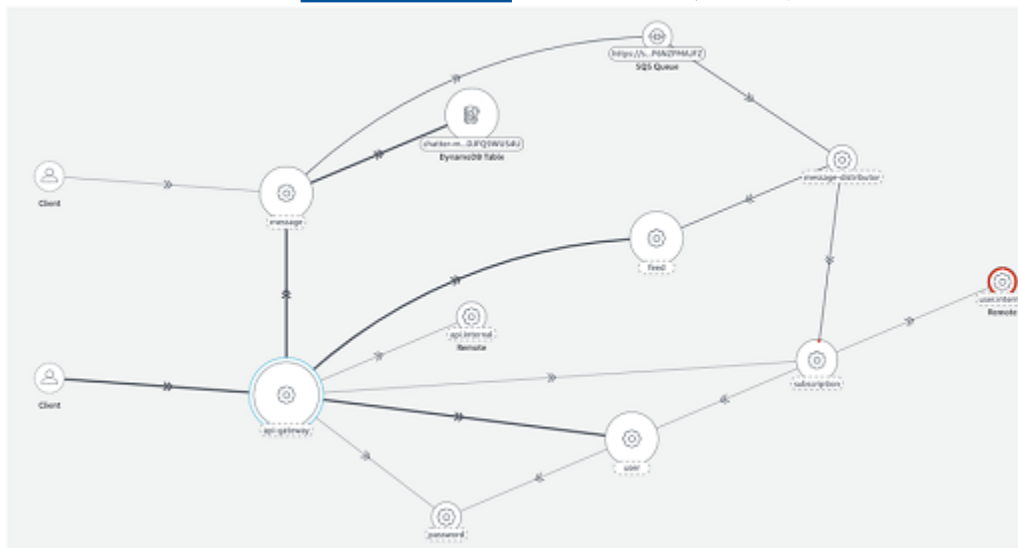 SQS Queue
DynamoDB Table
message-distributor
Client
message
feed
api.internal
Remote
Remote
subscription
Client
api-gateway
user
password